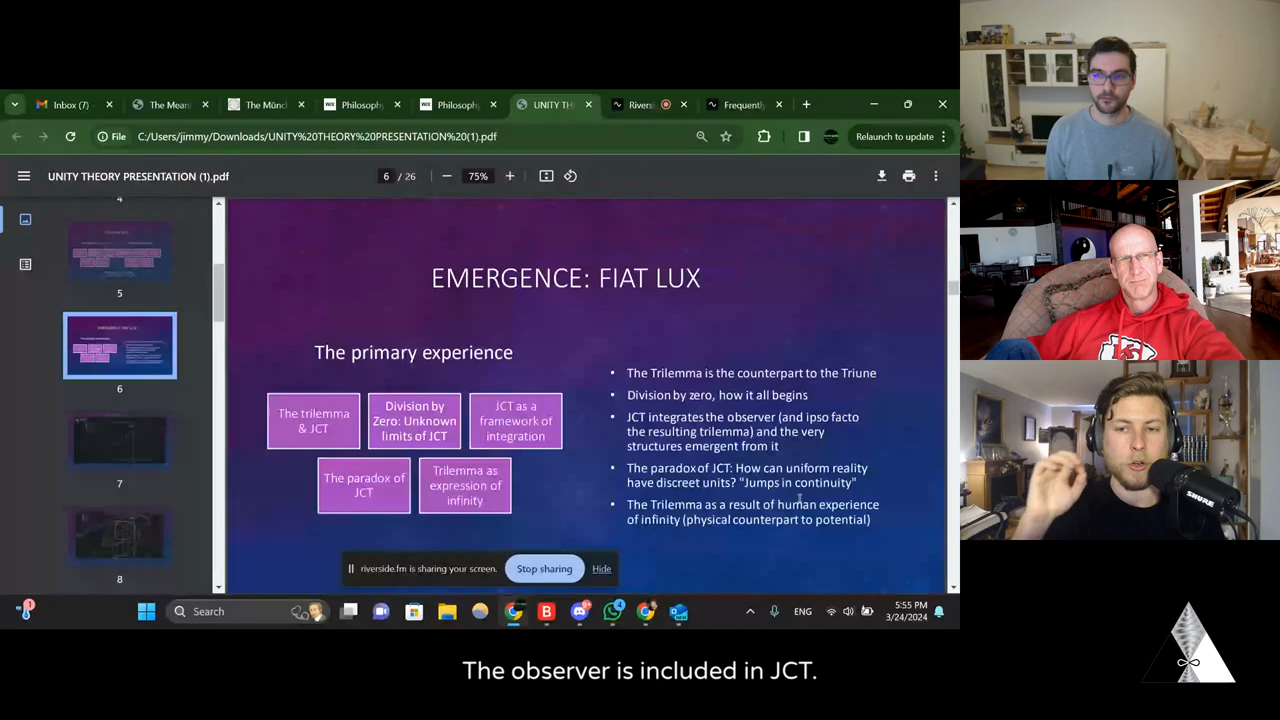 Inbox (7)
The Mean
The Münch
Philosophy
Philosophy
UNITY TH
Rivers
Frequently
File
C:/Users/jimmy/Downloads/UNITY%20THEORY%20PRESENTATION%20(1).pdf
Relaunch to update
UNITY THEORY PRESENTATION (1).pdf
6 / 26
75%
4
5
6
7
8
EMERGENCE: FIAT LUX
The primary experience
The trilemma
& JCT
Division by
Zero: Unknown
limits of JCT
JCT as a
framework of
integration
The paradox of
JCT
Trilemma as
expression of
infinity
• The Trilemma is the counterpart to the Triune
• Division by zero, how it all begins
• JCT integrates the observer (and ipso facto
the resulting trilemma) and the very
structures emergent from it
• The paradox of JCT: How can uniform reality
have discreet units? "Jumps in continuity"
• The Trilemma as a result of human experience
of infinity (physical counterpart to potential)
riverside.fm is sharing your screen.
Stop sharing
Hide
1
Search
4
ENG
5:55 PM
3/24/2024
SHURE
The observer is included in JCT.